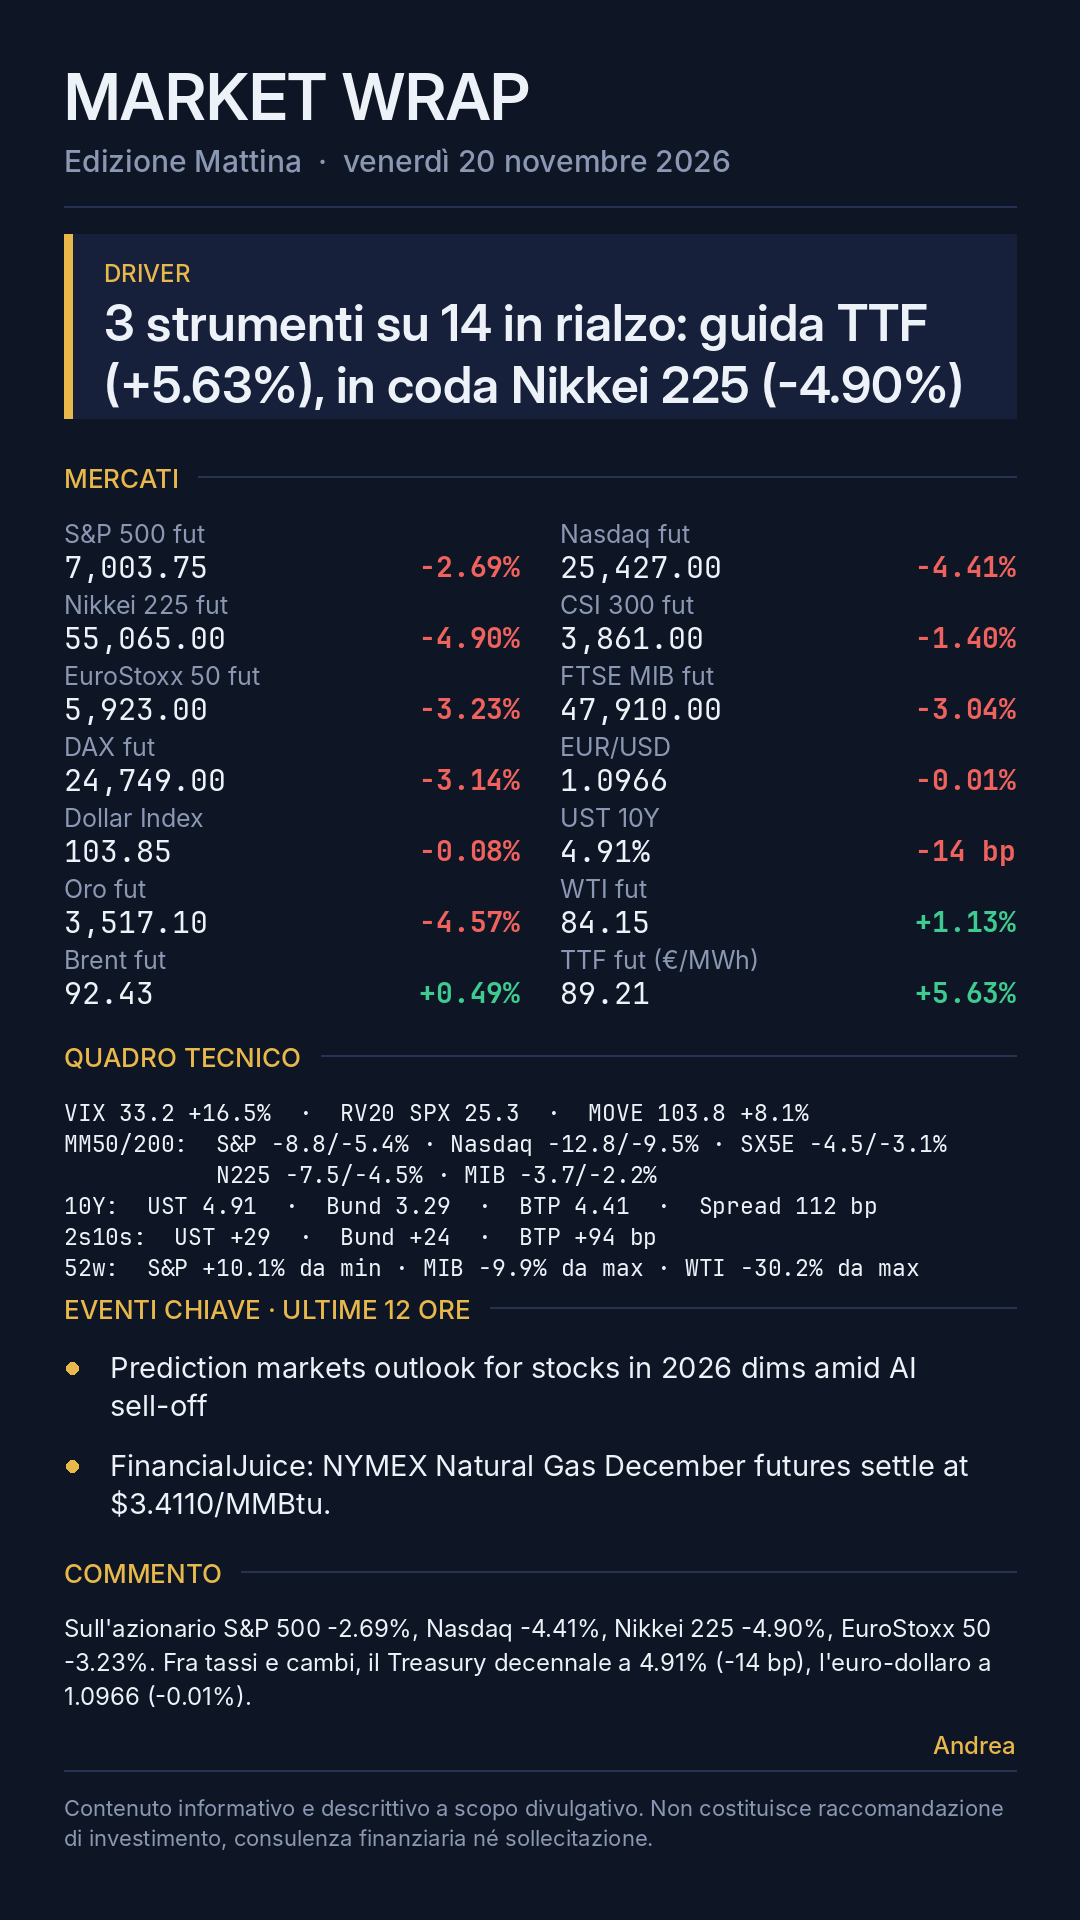 MARKET WRAP
Edizione Mattina · venerdì 20 novembre 2026
DRIVER
3 strumenti su 14 in rialzo: guida TTF
(+5.63%), in coda Nikkei 225 (-4.90%)
MERCATI
S&P 500 fut
7,003.75 -2.69%
Nasdaq fut
25,427.00 -4.41%
Nikkei 225 fut
55,065.00 -4.90%
CSI 300 fut
3,861.00 -1.40%
EuroStoxx 50 fut
5,923.00 -3.23%
FTSE MIB fut
47,910.00 -3.04%
DAX fut
24,749.00 -3.14%
EUR/USD
1.0966 -0.01%
Dollar Index
103.85 -0.08%
UST 10Y
4.91% -14 bp
Oro fut
3,517.10 -4.57%
WTI fut
84.15 +1.13%
Brent fut
92.43 +0.49%
TTF fut (€/MWh)
89.21 +5.63%
QUADRO TECNICO
VIX 33.2 +16.5% · RV20 SPX 25.3 · MOVE 103.8 +8.1%
MM50/200: S&P -8.8/-5.4% · Nasdaq -12.8/-9.5% · SX5E -4.5/-3.1%
N225 -7.5/-4.5% · MIB -3.7/-2.2%
10Y: UST 4.91 · Bund 3.29 · BTP 4.41 · Spread 112 bp
2s10s: UST +29 · Bund +24 · BTP +94 bp
52w: S&P +10.1% da min · MIB -9.9% da max · WTI -30.2% da max
EVENTI CHIAVE · ULTIME 12 ORE
Prediction markets outlook for stocks in 2026 dims amid AI
sell-off
FinancialJuice: NYMEX Natural Gas December futures settle at
$3.4110/MMBtu.
COMMENTO
Sull'azionario S&P 500 -2.69%, Nasdaq -4.41%, Nikkei 225 -4.90%, EuroStoxx 50
-3.23%. Fra tassi e cambi, il Treasury decennale a 4.91% (-14 bp), l'euro-dollaro a
1.0966 (-0.01%).
Andrea
Contenuto informativo e descrittivo a scopo divulgativo. Non costituisce raccomandazione
di investimento, consulenza finanziaria né sollecitazione.